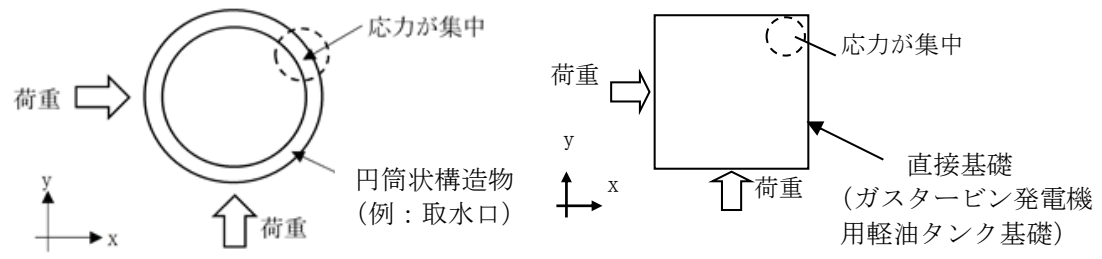 応力が集中
荷重
円筒状構造物
（例：取水口）
荷重
y
x
応力が集中
荷重
y
x
荷重
直接基礎
（ガスタービン発電機
用軽油タンク基礎）